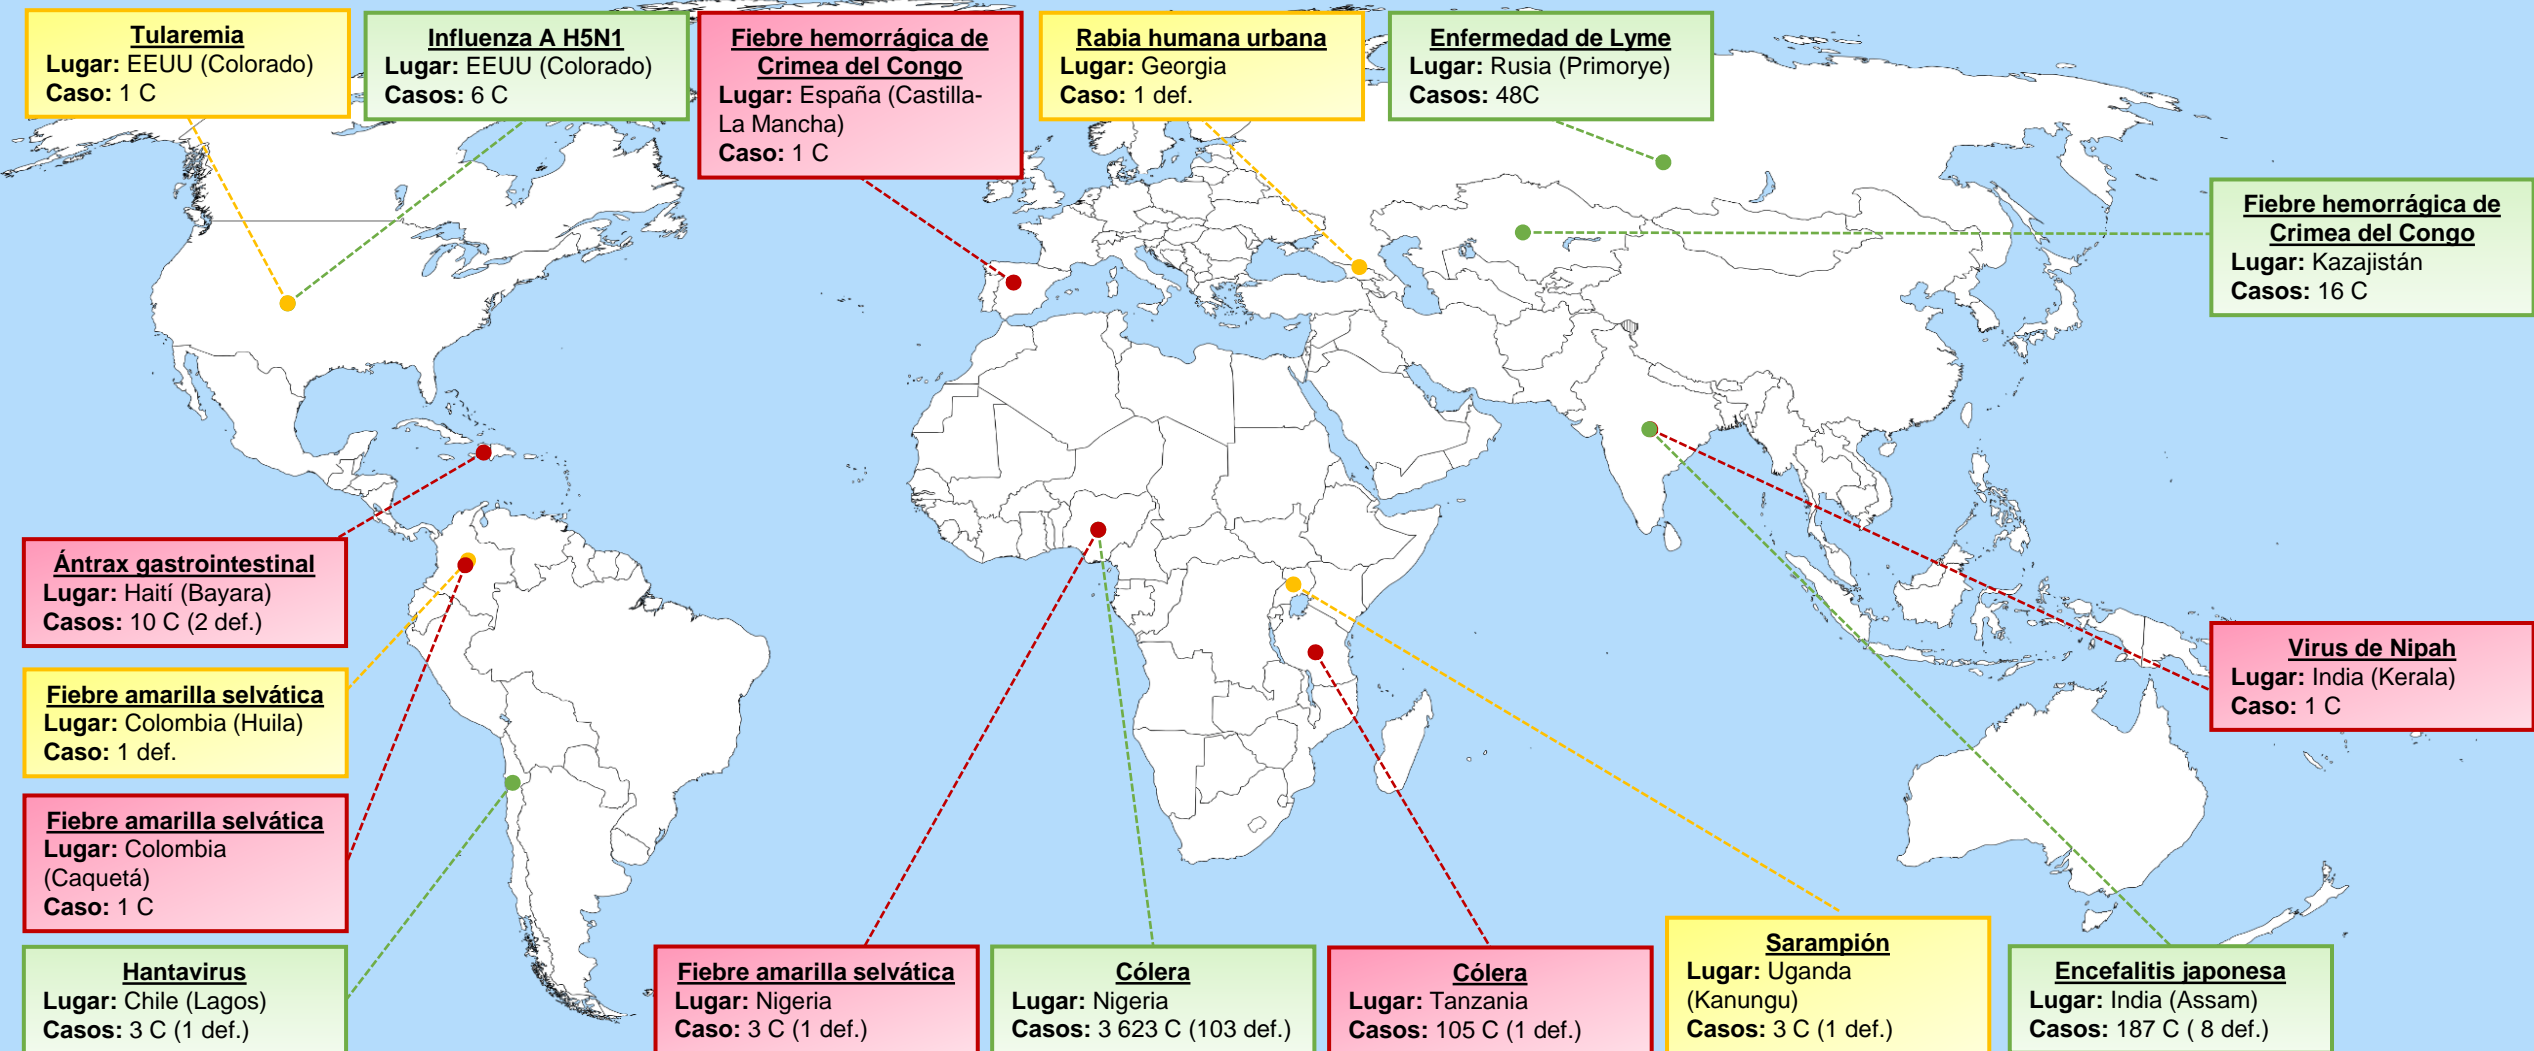 Tularemia
Lugar: EEUU (Colorado)
Caso: 1 C
Influenza A H5N1
Lugar: EEUU (Colorado)
Casos: 6 C
Fiebre hemorrágica de
Crimea del Congo
Lugar: España (Castilla-
La Mancha)
Caso: 1 C
Rabia humana urbana
Lugar: Georgia
Caso: 1 def.
Enfermedad de Lyme
Lugar: Rusia (Primorye)
Casos: 48C
Fiebre hemorrágica de
Crimea del Congo
Lugar: Kazajistán
Casos: 16 C
Ántrax gastrointestinal
Lugar: Haití (Bayara)
Casos: 10 C (2 def.)
Fiebre amarilla selvática
Lugar: Colombia (Huila)
Caso: 1 def.
Fiebre amarilla selvática
Lugar: Colombia
(Caquetá)
Caso: 1 C
Hantavirus
Lugar: Chile (Lagos)
Casos: 3 C (1 def.)
Fiebre amarilla selvática
Lugar: Nigeria
Caso: 3 C (1 def.)
Cólera
Lugar: Nigeria
Casos: 3 623 C (103 def.)
Cólera
Lugar: Tanzania
Casos: 105 C (1 def.)
Sarampión
Lugar: Uganda
(Kanungu)
Casos: 3 C (1 def.)
Encefalitis japonesa
Lugar: India (Assam)
Casos: 187 C ( 8 def.)
Virus de Nipah
Lugar: India (Kerala)
Caso: 1 C